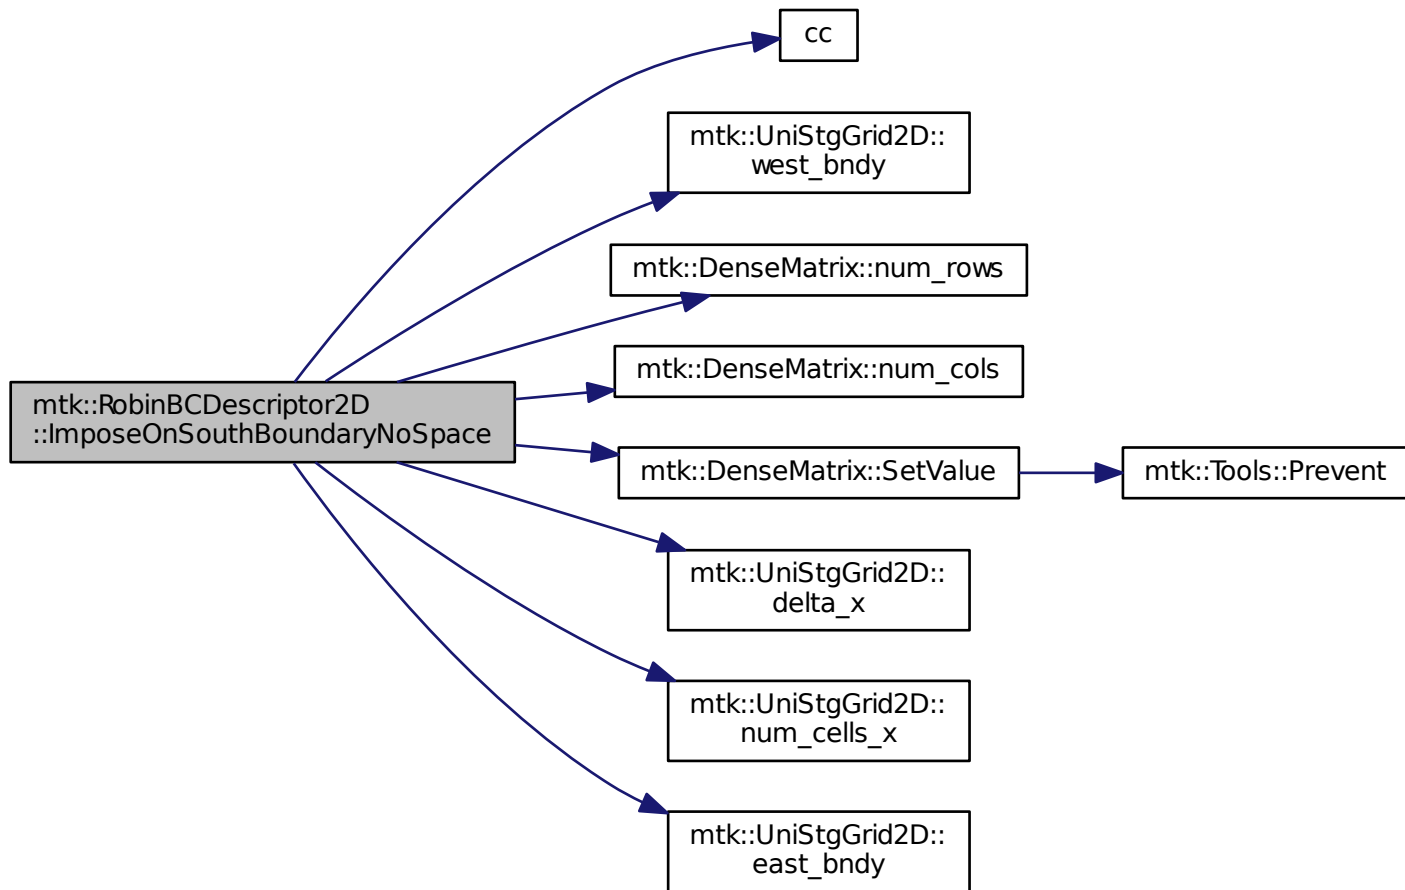 cc
mtk::UniStgGrid2D::
west_bndy
mtk::DenseMatrix::num_rows
mtk::DenseMatrix::num_cols
mtk::RobinBCDescriptor2D
::ImposeOnSouthBoundaryNoSpace
mtk::DenseMatrix::SetValue
mtk::Tools::Prevent
mtk::UniStgGrid2D::
delta_x
mtk::UniStgGrid2D::
num_cells_x
mtk::UniStgGrid2D::
east_bndy